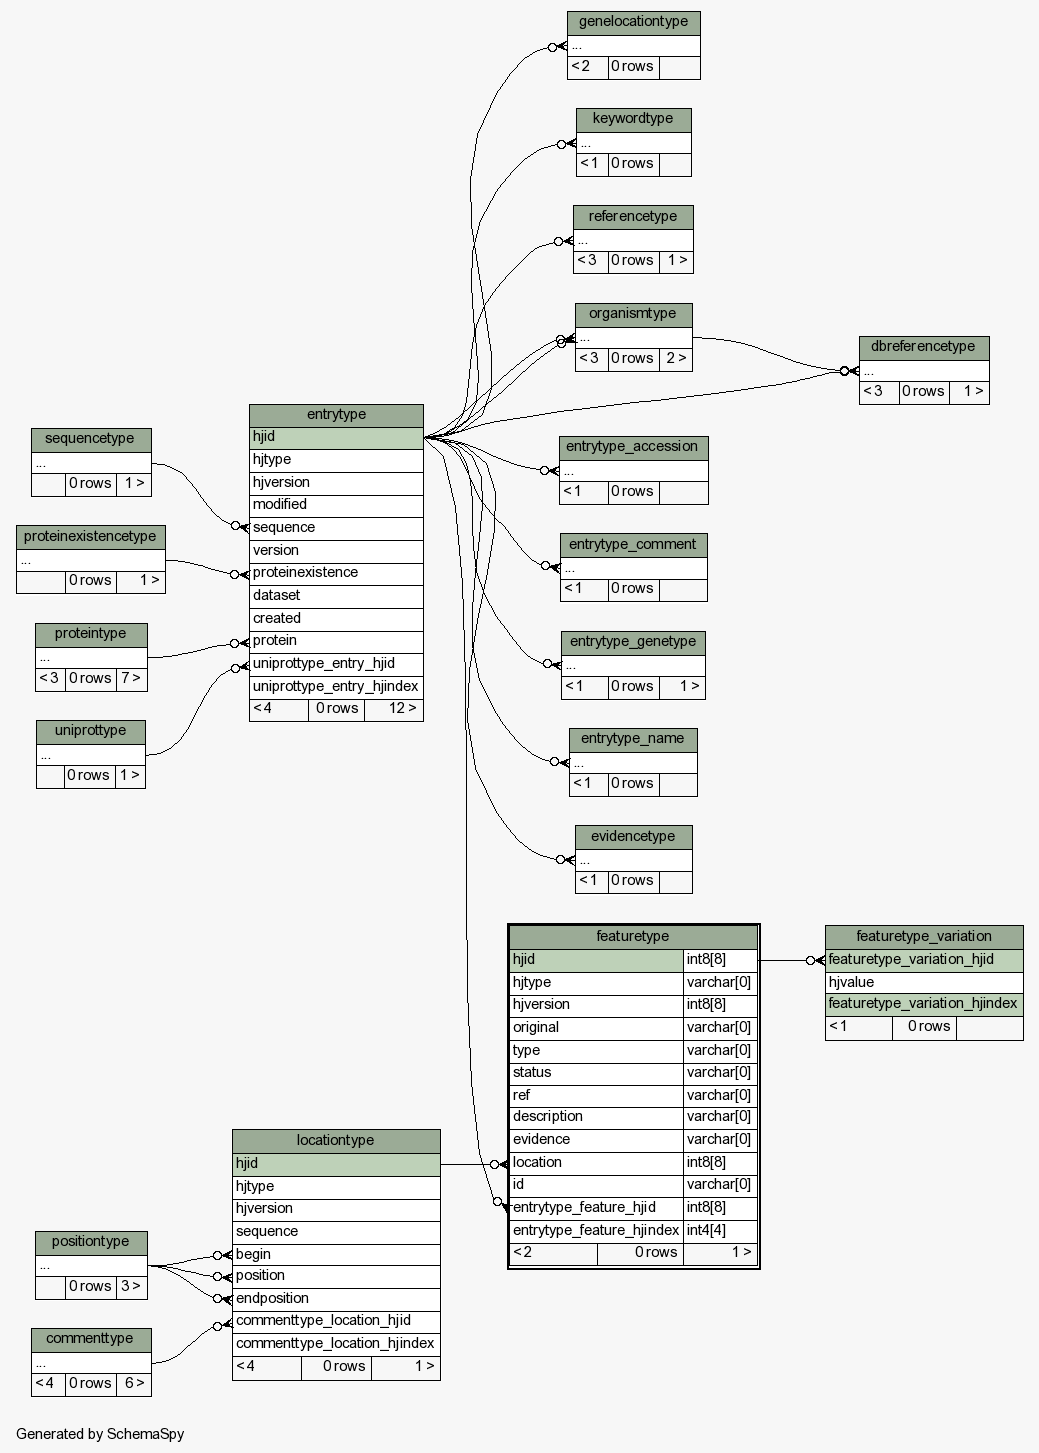 genelocationtype
...
< 2 0 rows
keywordtype
...
< 1 0 rows
referencetype
...
< 3 0 rows 1 >
organismtype
...
< 3 0 rows 2 >
dbreferencetype
...
< 3 0 rows 1 >
entrytype
hjid
hjtype
hjversion
modified
sequence
version
proteinexistence
dataset
created
protein
uniprottype_entry_hjid
uniprottype_entry_hjindex
< 4 0 rows 12 >
sequencetype
...
0 rows 1 >
proteinexistencetype
...
0 rows 1 >
proteintype
...
< 3 0 rows 7 >
uniprottype
...
0 rows 1 >
entrytype_accession
...
< 1 0 rows
entrytype_comment
...
< 1 0 rows
entrytype_genetype
...
< 1 0 rows 1 >
entrytype_name
...
< 1 0 rows
evidencetype
...
< 1 0 rows
featuretype
hjid int8[8]
hjtype varchar[0]
hjversion int8[8]
original varchar[0]
type varchar[0]
status varchar[0]
ref varchar[0]
description varchar[0]
evidence varchar[0]
location int8[8]
id varchar[0]
entrytype_feature_hjid int8[8]
entrytype_feature_hjindex int4[4]
< 2 0 rows 1 >
featuretype_variation
featuretype_variation_hjid
hjvalue
featuretype_variation_hjindex
< 1 0 rows
locationtype
hjid
hjtype
hjversion
sequence
begin
position
endposition
commenttype_location_hjid
commenttype_location_hjindex
< 4 0 rows 1 >
positiontype
...
0 rows 3 >
commenttype
...
< 4 0 rows 6 >
Generated by SchemaSpy